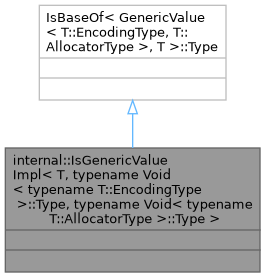 IsBaseOf< GenericValue
< T::EncodingType, T::
AllocatorType >, T >::Type
internal::IsGenericValue
Impl< T, typename Void
< typename T::EncodingType
>::Type, typename Void< typename
T::AllocatorType >::Type >